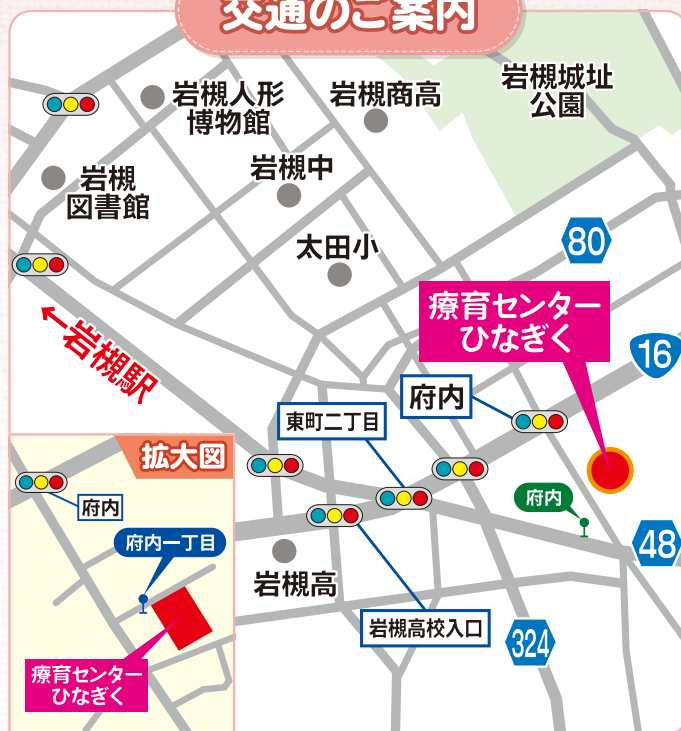 交通のご案内
岩槻人形
博物館
岩槻商高
岩槻城址
公園
岩槻
図書館
岩槻中
太田小
80
療育センター
ひなぎく
16
←岩槻駅
東町二丁目
府内
拡大図
府内
府内一丁目
府内
48
岩槻高
岩槻高校入口
324
療育センター
ひなぎく